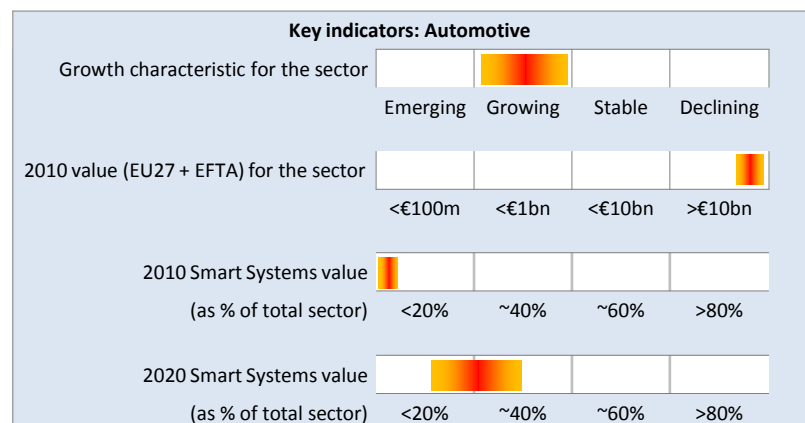 Key indicators: Automotive
Growth characteristic for the sector
Emerging Growing Stable Declining
2010 value (EU27 + EFTA) for the sector
<€100m <€1bn <€10bn >€10bn
2010 Smart Systems value
(as % of total sector) <20% ~40% ~60% >80%
2020 Smart Systems value
(as % of total sector) <20% ~40% ~60% >80%